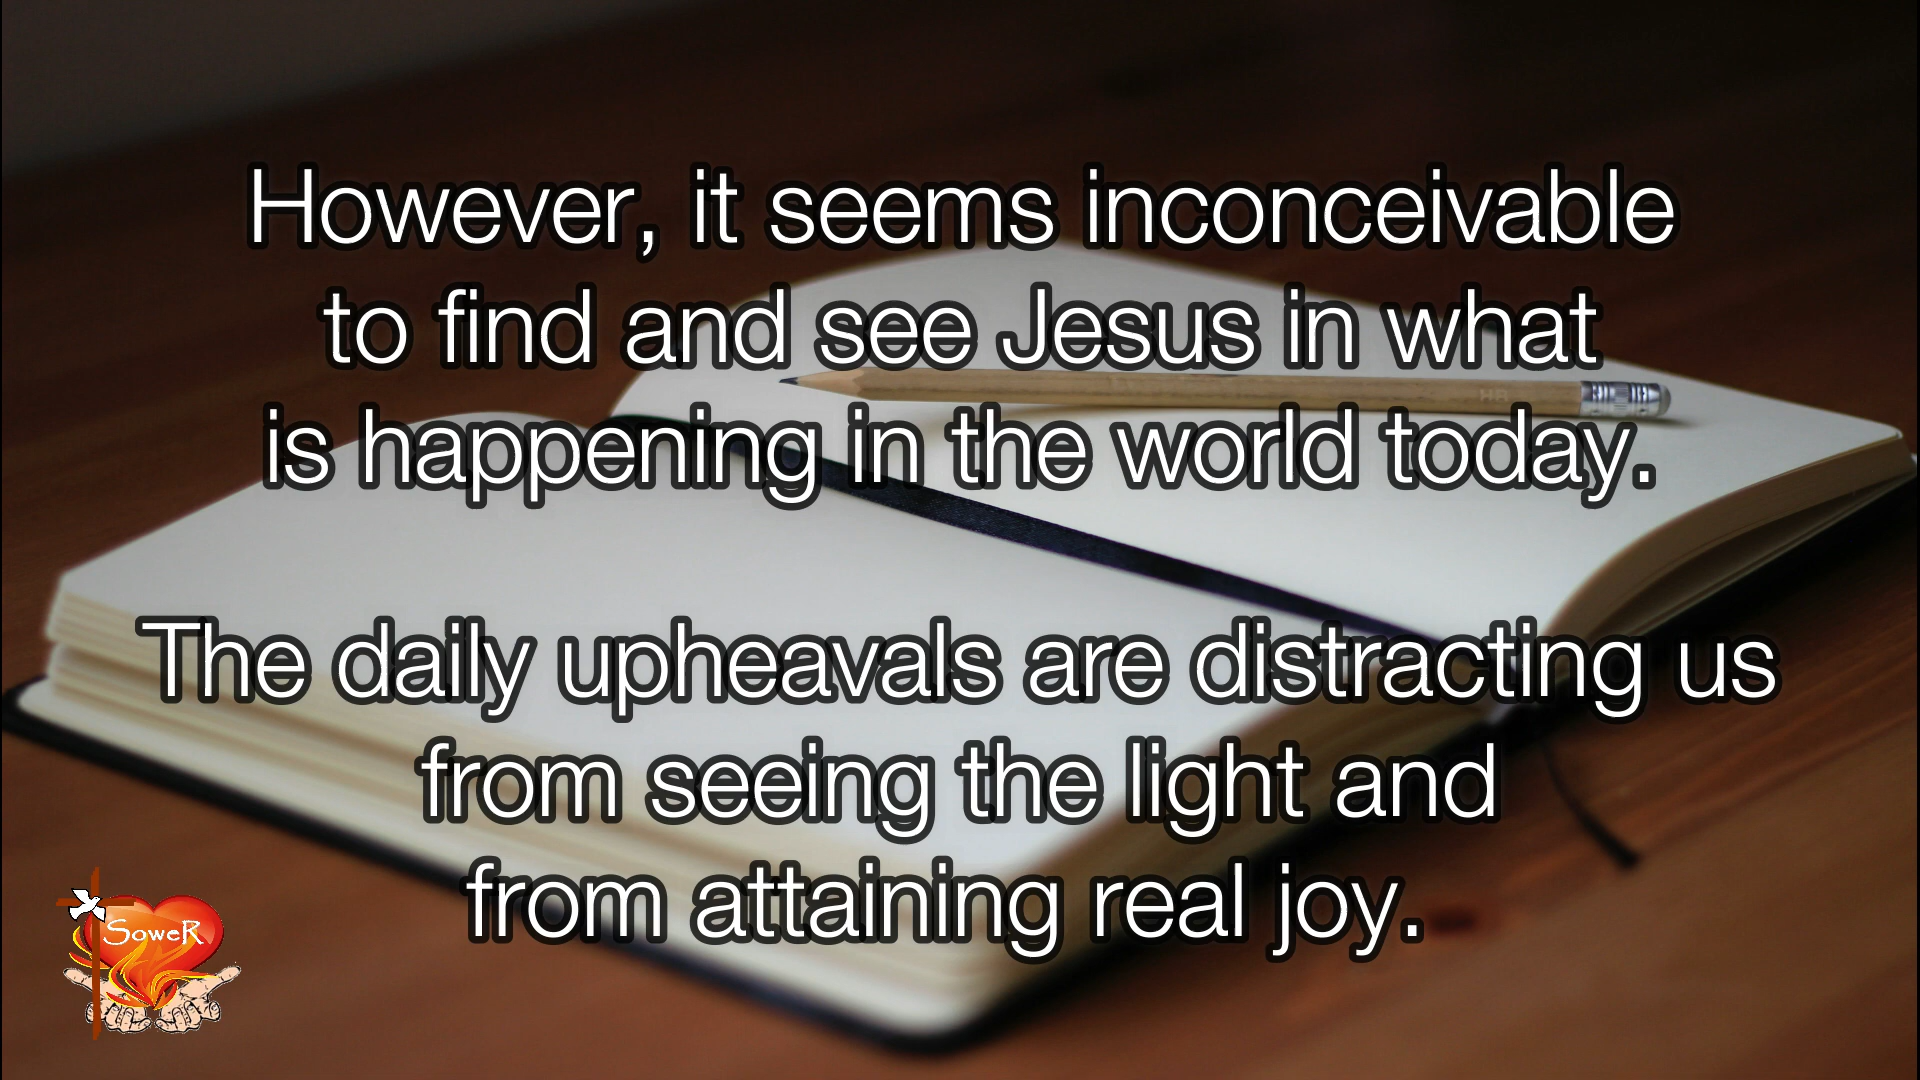 However, it seems inconceivable
to find and see Jesus in what
is happening in the world today.
The daily upheavals are distracting us
from seeing the light and
from attaining real joy.
SoweR
HB